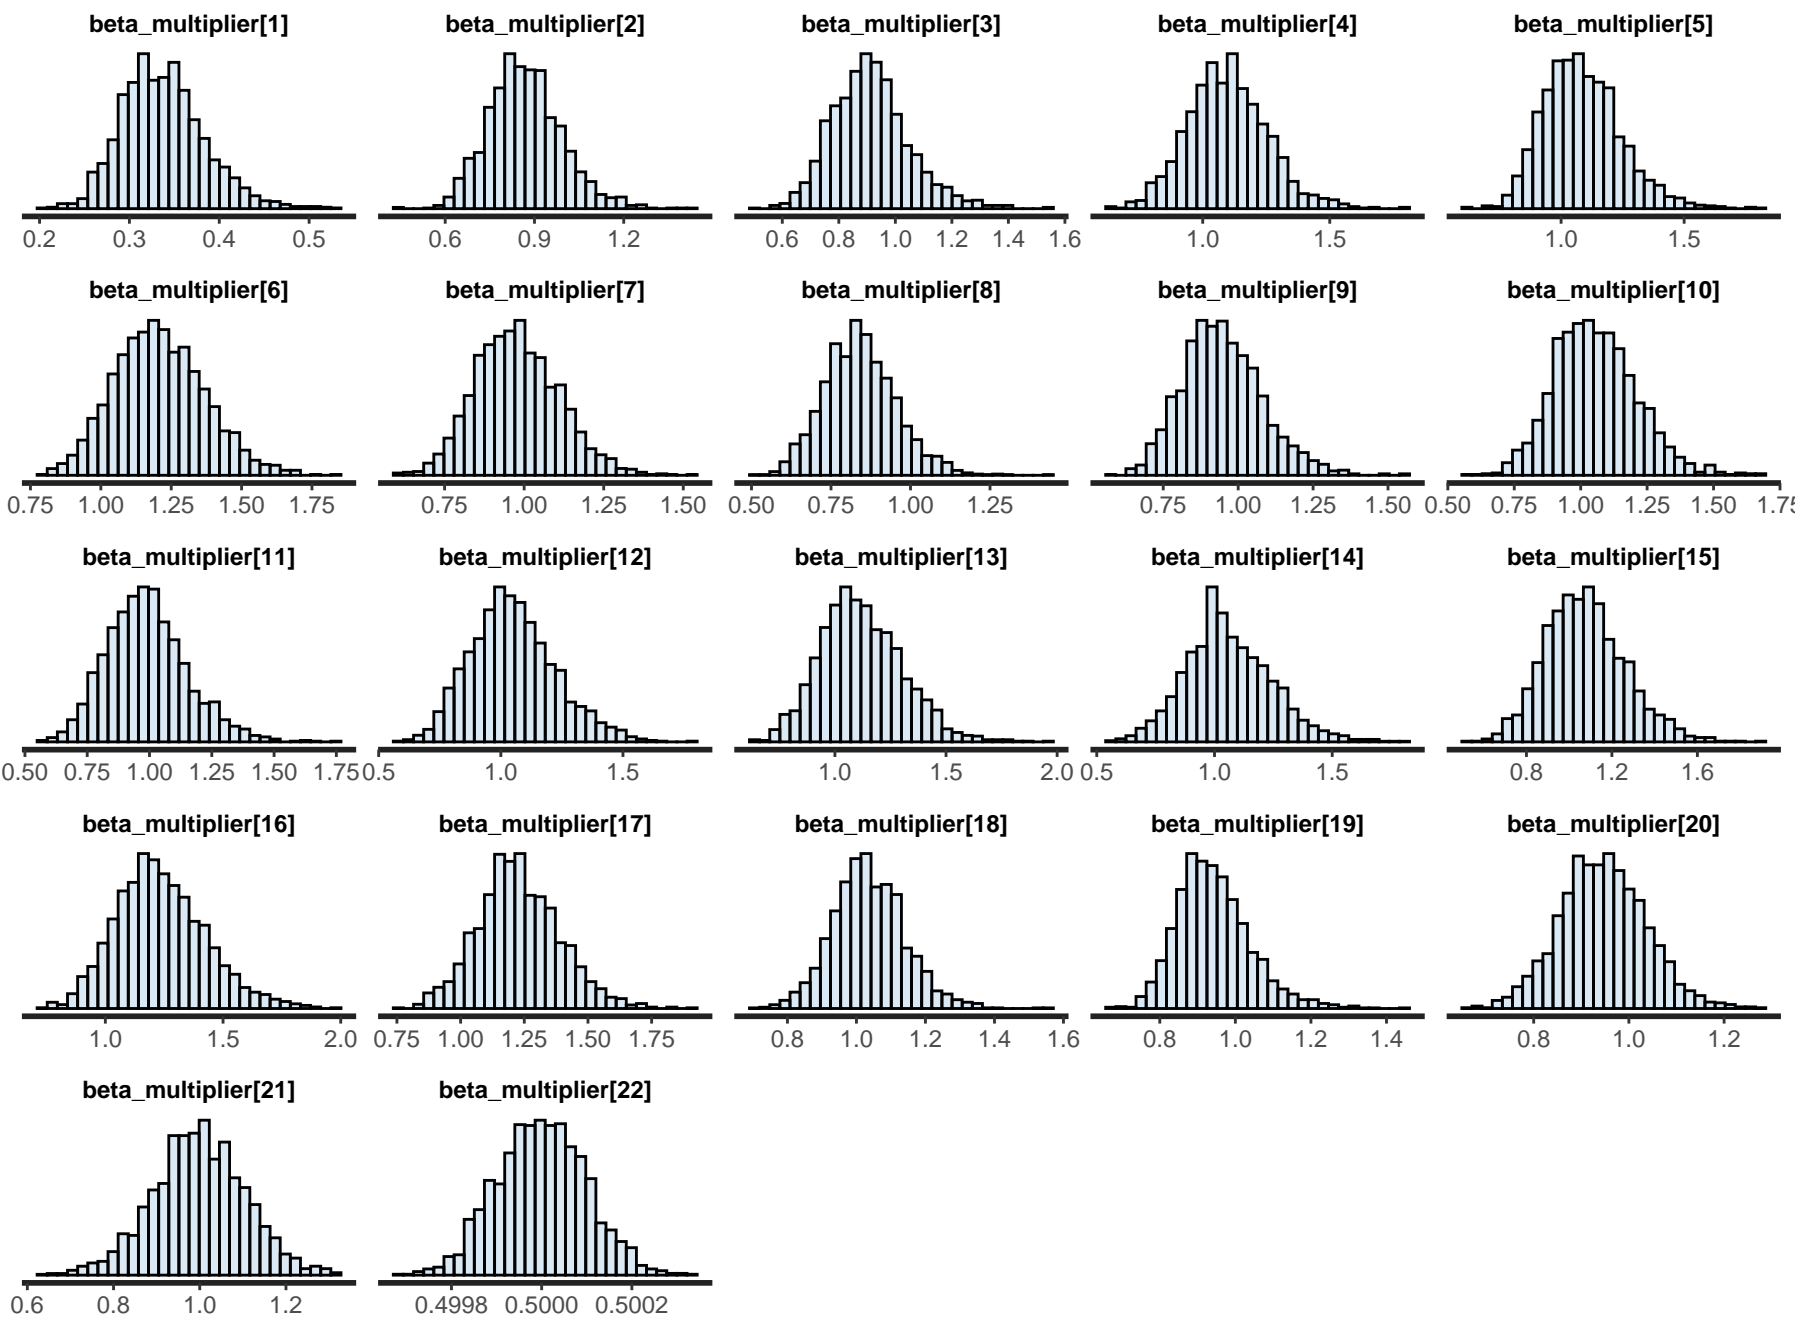 beta_multiplier[1] beta_multiplier[2] beta_multiplier[3] beta_multiplier[4] beta_multiplier[5]
0.2 0.3 0.4 0.5 0.6 0.9 1.2 0.6 0.8 1.0 1.2 1.4 1.6 1.0 1.5 1.0 1.5
beta_multiplier[6] beta_multiplier[7] beta_multiplier[8] beta_multiplier[9] beta_multiplier[10]
0.75 1.00 1.25 1.50 1.75 0.75 1.00 1.25 1.50 0.50 0.75 1.00 1.25 0.75 1.00 1.25 1.50 0.50 0.75 1.00 1.25 1.50 1.75
beta_multiplier[11] beta_multiplier[12] beta_multiplier[13] beta_multiplier[14] beta_multiplier[15]
0.50 0.75 1.00 1.25 1.50 1.75 0.5 1.0 1.5 1.0 1.5 2.0 0.5 1.0 1.5 0.8 1.2 1.6
beta_multiplier[16] beta_multiplier[17] beta_multiplier[18] beta_multiplier[19] beta_multiplier[20]
1.0 1.5 2.0 0.75 1.00 1.25 1.50 1.75 0.8 1.0 1.2 1.4 1.6 0.8 1.0 1.2 1.4 0.8 1.0 1.2
beta_multiplier[21] beta_multiplier[22]
0.6 0.8 1.0 1.2 0.4998 0.5000 0.5002